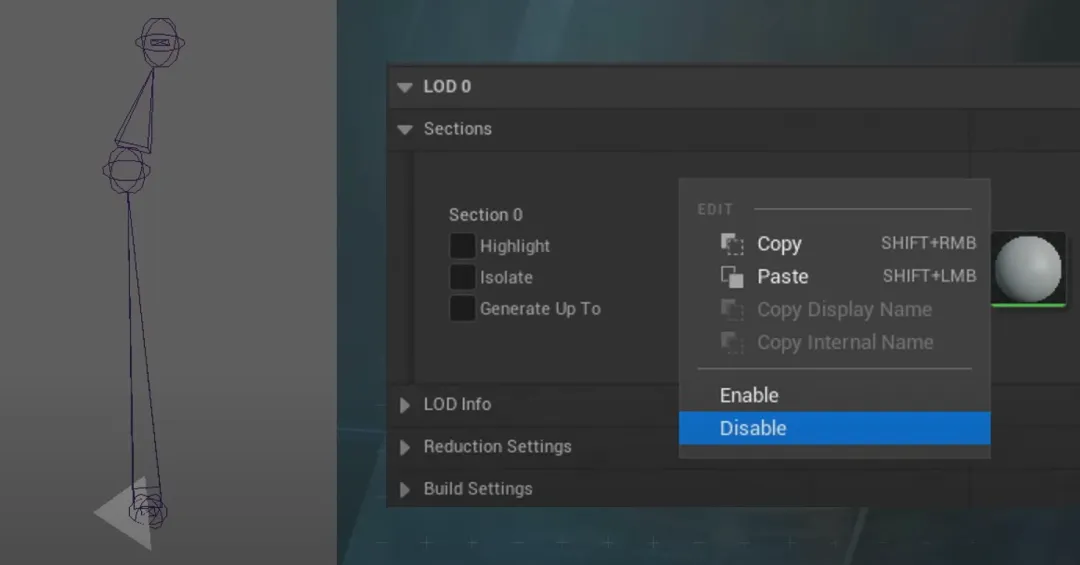 LOD 0
Sections
Section 0
Highlight
Isolate
Generate Up To
EDIT
Copy SHIFT+RMB
Paste SHIFT+LMB
Copy Display Name
Copy Internal Name
Enable
Disable
LOD Info
Reduction Settings
Build Settings